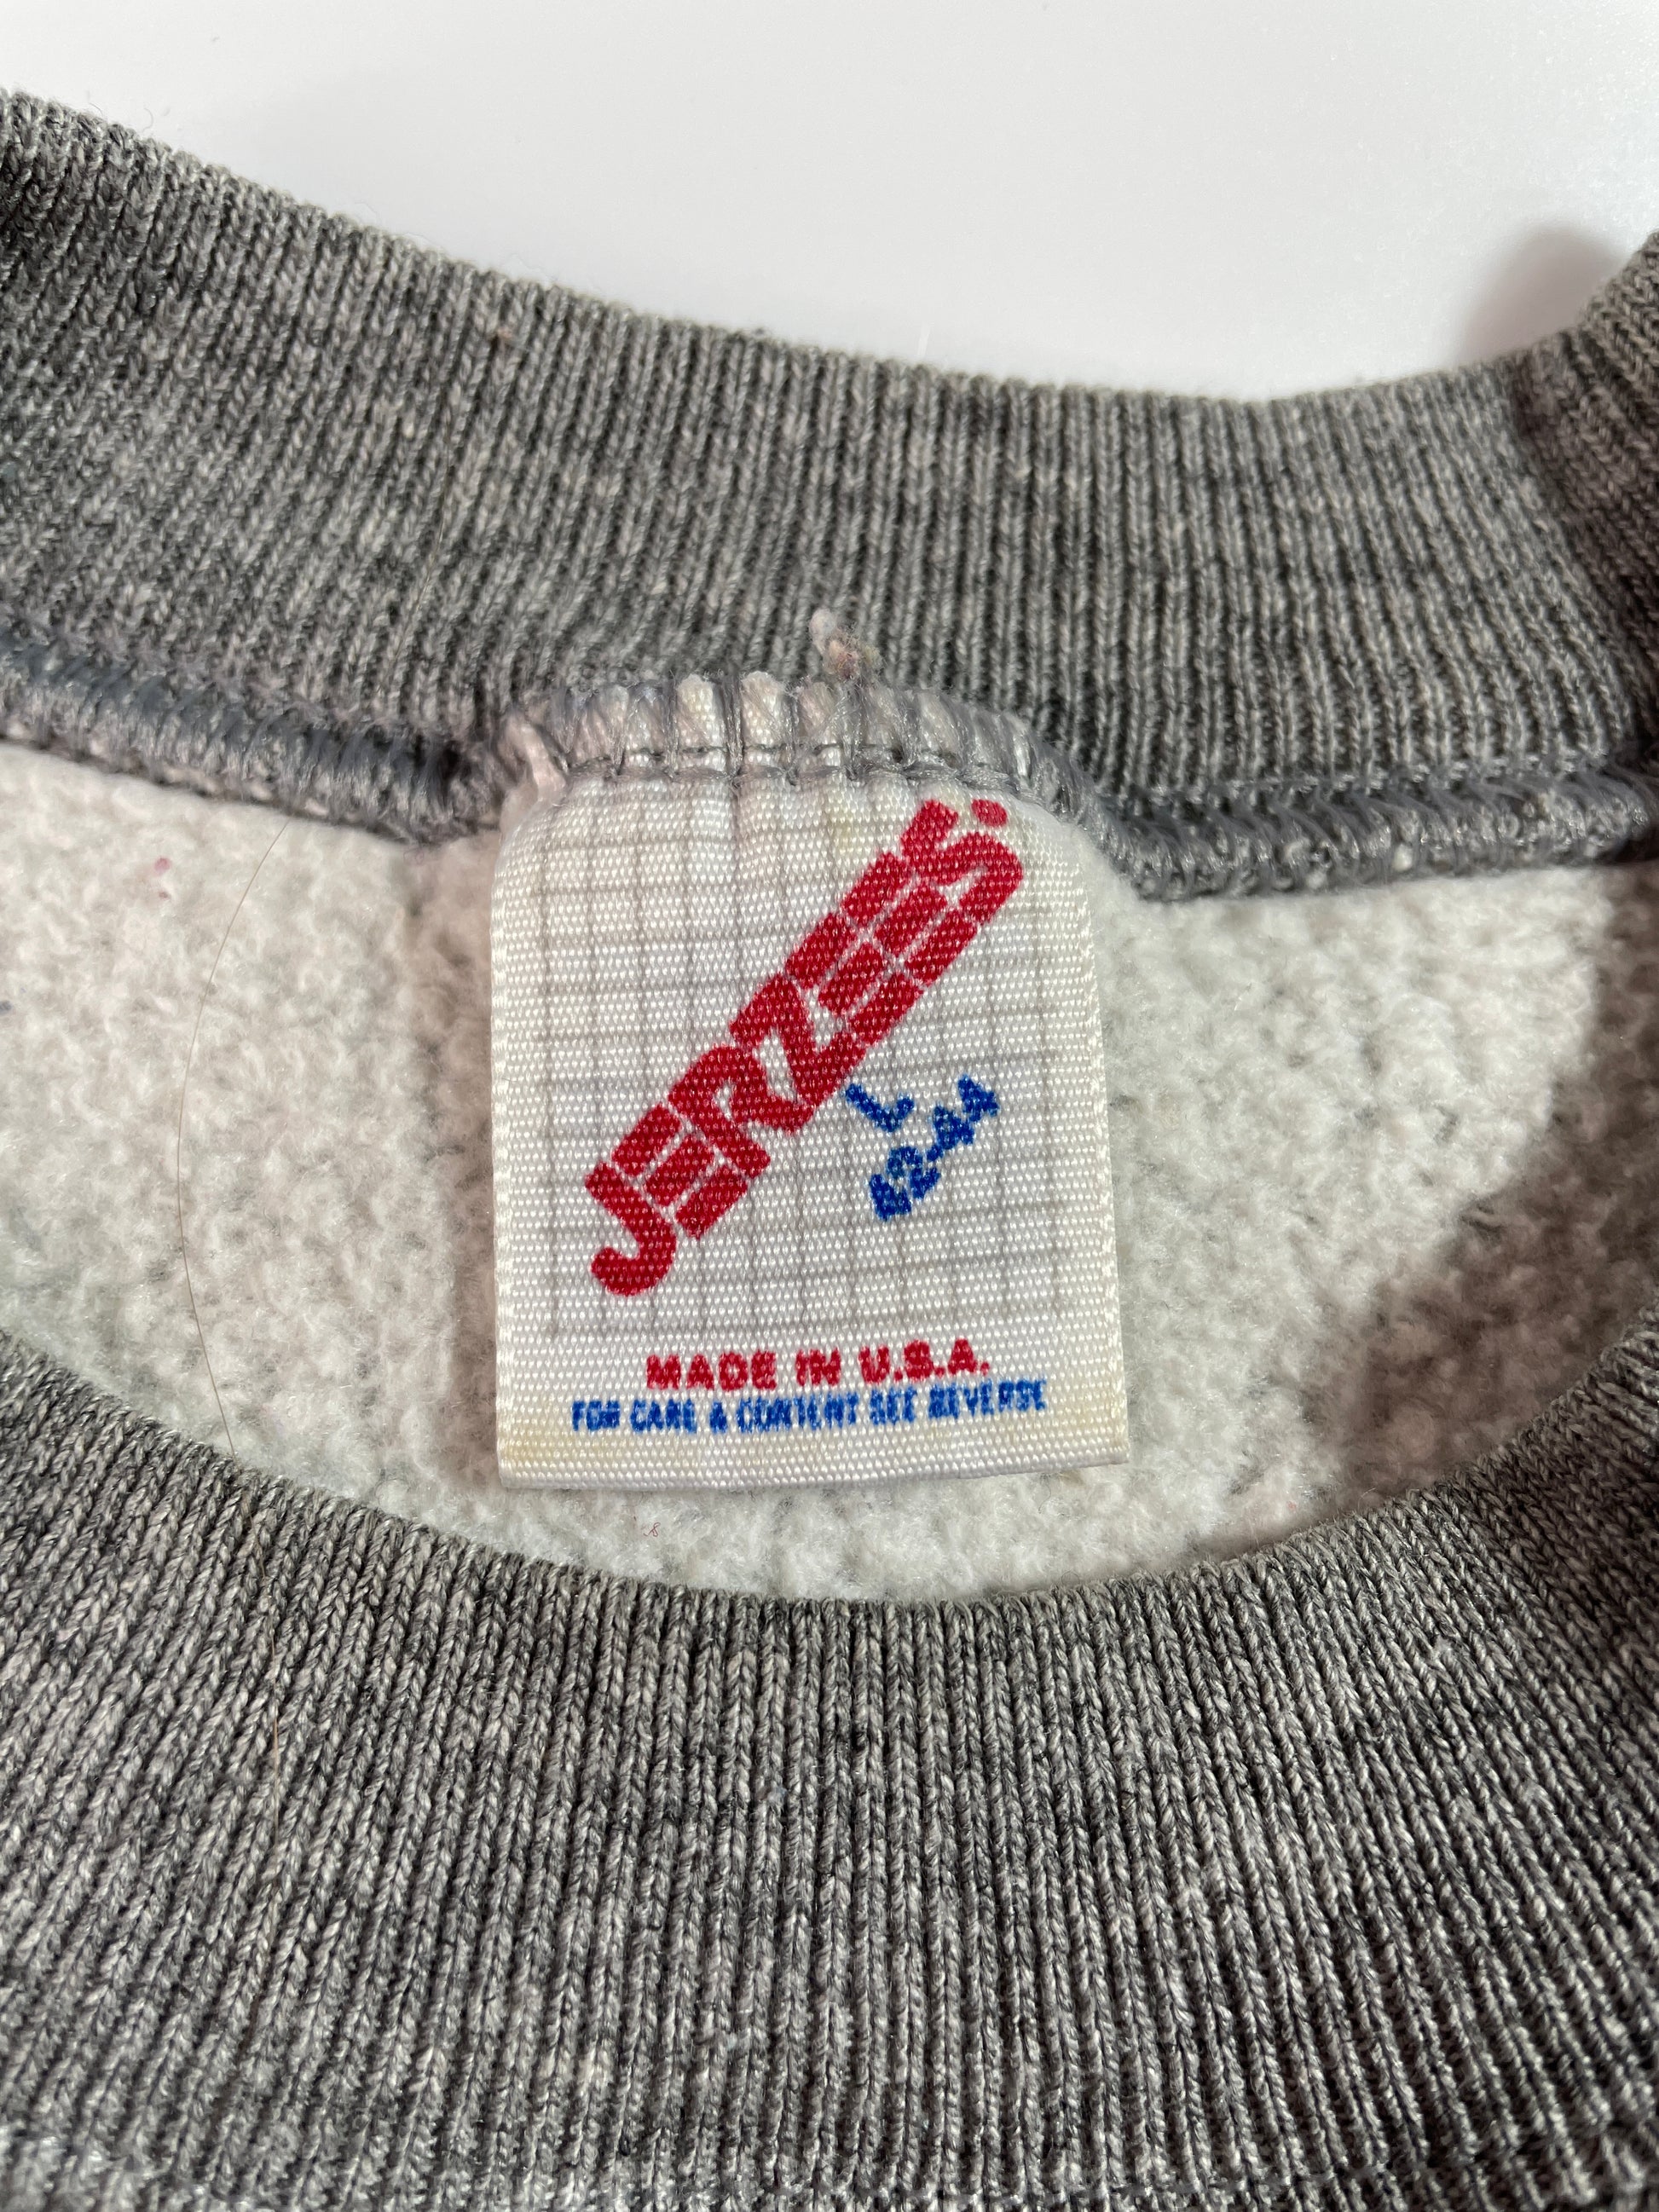 JERZEES.
L
42-44
MADE IN U.S.A.
FOR CARE & CONTENT SEE REVERSE